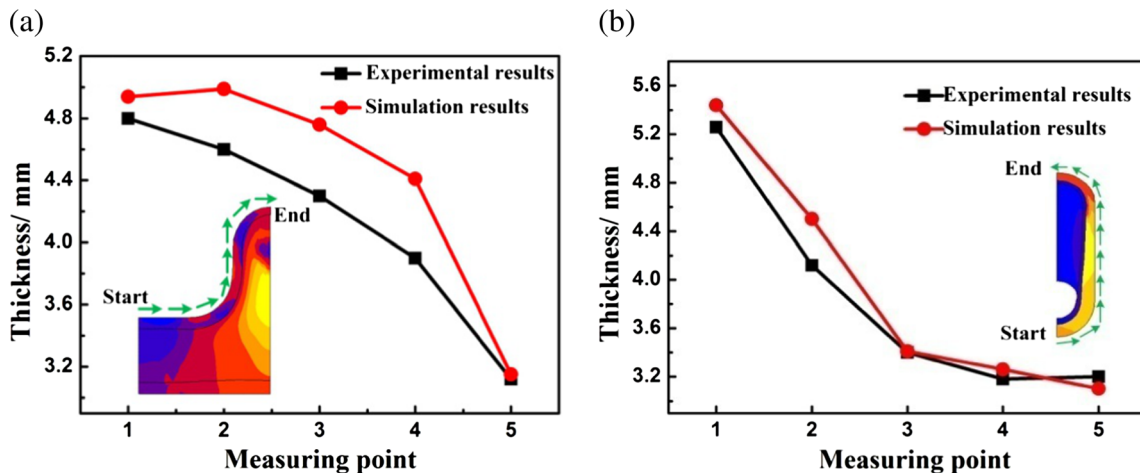 (a)
5.2
4.8
4.4
4.0
3.6
3.2
Thickness/ mm
Experimental results
Simulation results
Start
End
1 2 3 4 5
Measuring point
(b)
5.6
5.2
4.8
4.4
4.0
3.6
3.2
Thickness/ mm
Experimental results
Simulation results
End
Start
1 2 3 4 5
Measuring point